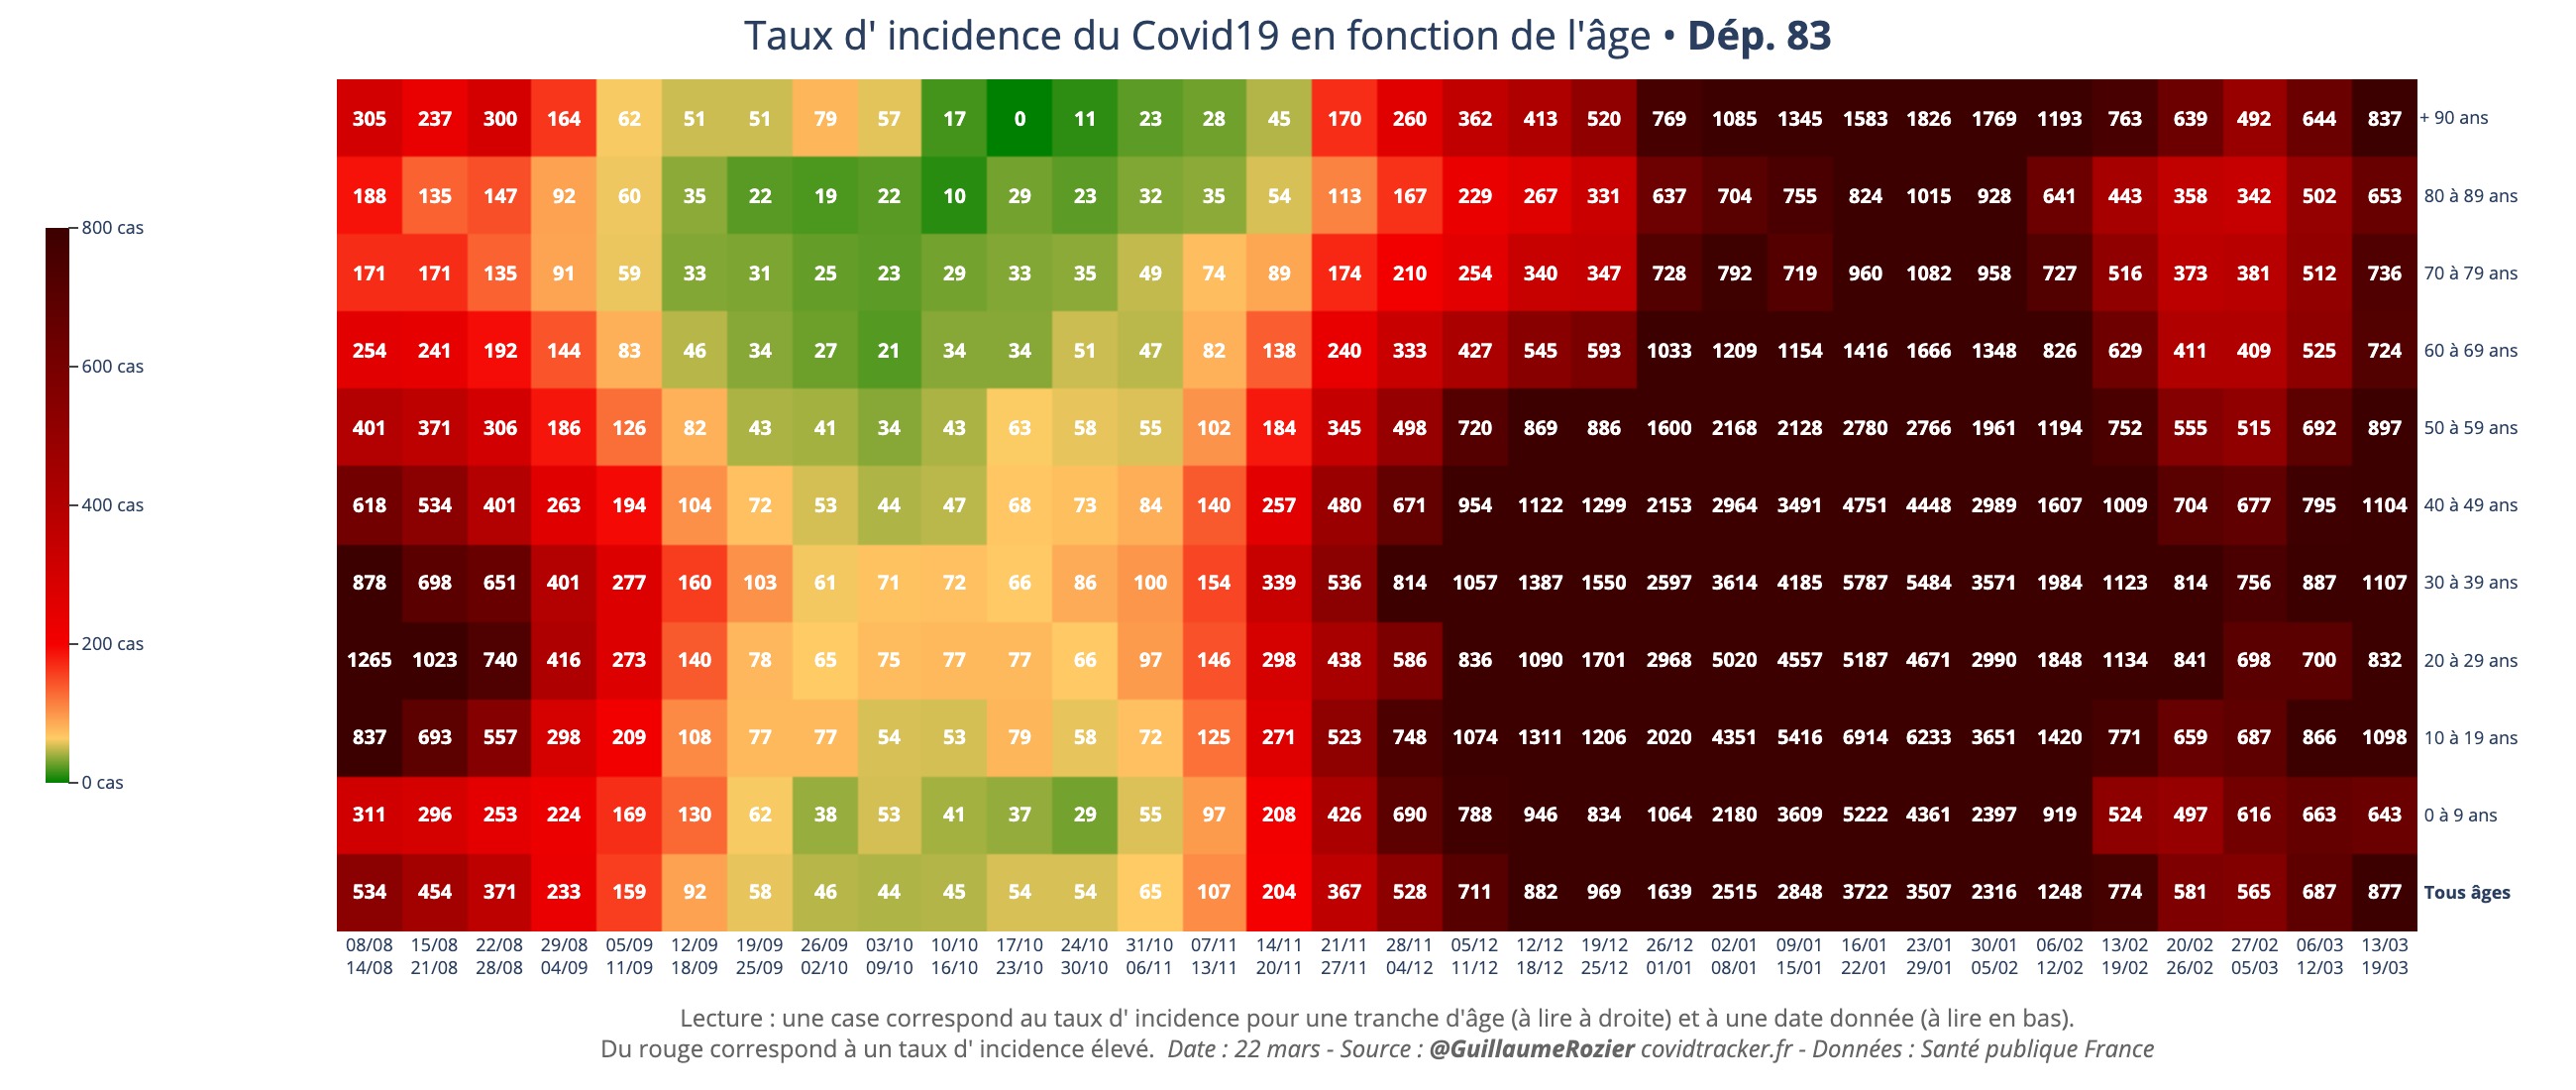 Taux d' incidence du Covid19 en fonction de l'âge • Dép. 83
305 237 300 164 62 51 51 79 57 17 0 11 23 28 45 170 260 362 413 520 769 1085 1345 1583 1826 1769 1193 763 639 492 644 837 + 90 ans
188 135 147 92 60 35 22 19 22 10 29 23 32 35 54 113 167 229 267 331 637 704 755 824 1015 928 641 443 358 342 502 653 80 à 89 ans
800 cas
171 171 135 91 59 33 31 25 23 29 33 35 49 74 89 174 210 254 340 347 728 792 719 960 1082 958 727 516 373 381 512 736 70 à 79 ans
254 241 192 144 83 46 34 27 21 34 34 51 47 82 138 240 333 427 545 593 1033 1209 1154 1416 1666 1348 826 629 411 409 525 724 60 à 69 ans
600 cas
401 371 306 186 126 82 43 41 34 43 63 58 55 102 184 345 498 720 869 886 1600 2168 2128 2780 2766 1961 1194 752 555 515 692 897 50 à 59 ans
400 cas
618 534 401 263 194 104 72 53 44 47 68 73 84 140 257 480 671 954 1122 1299 2153 2964 3491 4751 4448 2989 1607 1009 704 677 795 1104 40 à 49 ans
878 698 651 401 277 160 103 61 71 72 66 86 100 154 339 536 814 1057 1387 1550 2597 3614 4185 5787 5484 3571 1984 1123 814 756 887 1107 30 à 39 ans
200 cas
1265 1023 740 416 273 140 78 65 75 77 77 66 97 146 298 438 586 836 1090 1701 2968 5020 4557 5187 4671 2990 1848 1134 841 698 700 832 20 à 29 ans
837 693 557 298 209 108 77 77 54 53 79 58 72 125 271 523 748 1074 1311 1206 2020 4351 5416 6914 6233 3651 1420 771 659 687 866 1098 10 à 19 ans
0 cas
311 296 253 224 169 130 62 38 53 41 37 29 55 97 208 426 690 788 946 834 1064 2180 3609 5222 4361 2397 919 524 497 616 663 643 0 à 9 ans
534 454 371 233 159 92 58 46 44 45 54 54 65 107 204 367 528 711 882 969 1639 2515 2848 3722 3507 2316 1248 774 581 565 687 877 Tous âges
08/08 15/08 22/08 29/08 05/09 12/09 19/09 26/09 03/10 10/10 17/10 24/10 31/10 07/11 14/11 21/11 28/11 05/12 12/12 19/12 26/12 02/01 09/01 16/01 23/01 30/01 06/02 13/02 20/02 27/02 06/03 13/03
14/08 21/08 28/08 04/09 11/09 18/09 25/09 02/10 09/10 16/10 23/10 30/10 06/11 13/11 20/11 27/11 04/12 11/12 18/12 25/12 01/01 08/01 15/01 22/01 29/01 05/02 12/02 19/02 26/02 05/03 12/03 19/03
Lecture : une case correspond au taux d' incidence pour une tranche d'âge (à lire à droite) et à une date donnée (à lire en bas).
Du rouge correspond à un taux d' incidence élevé. Date : 22 mars - Source : @GuillaumeRozier covidtracker.fr - Données : Santé publique France